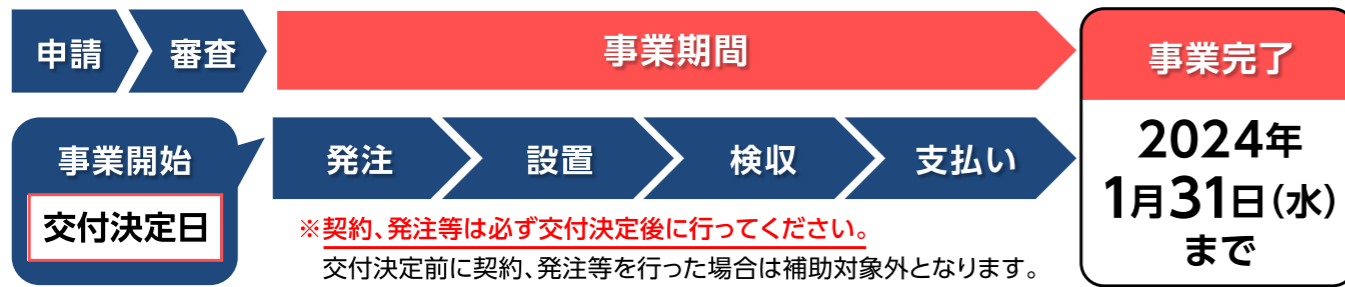 申請
審査
事業期間
事業完了
事業開始
交付決定日
発注
設置
検収
支払い
2024年
1月31日(水)
まで
※契約、発注等は必ず交付決定後に行ってください。
交付決定前に契約、発注等を行った場合は補助対象外となります。